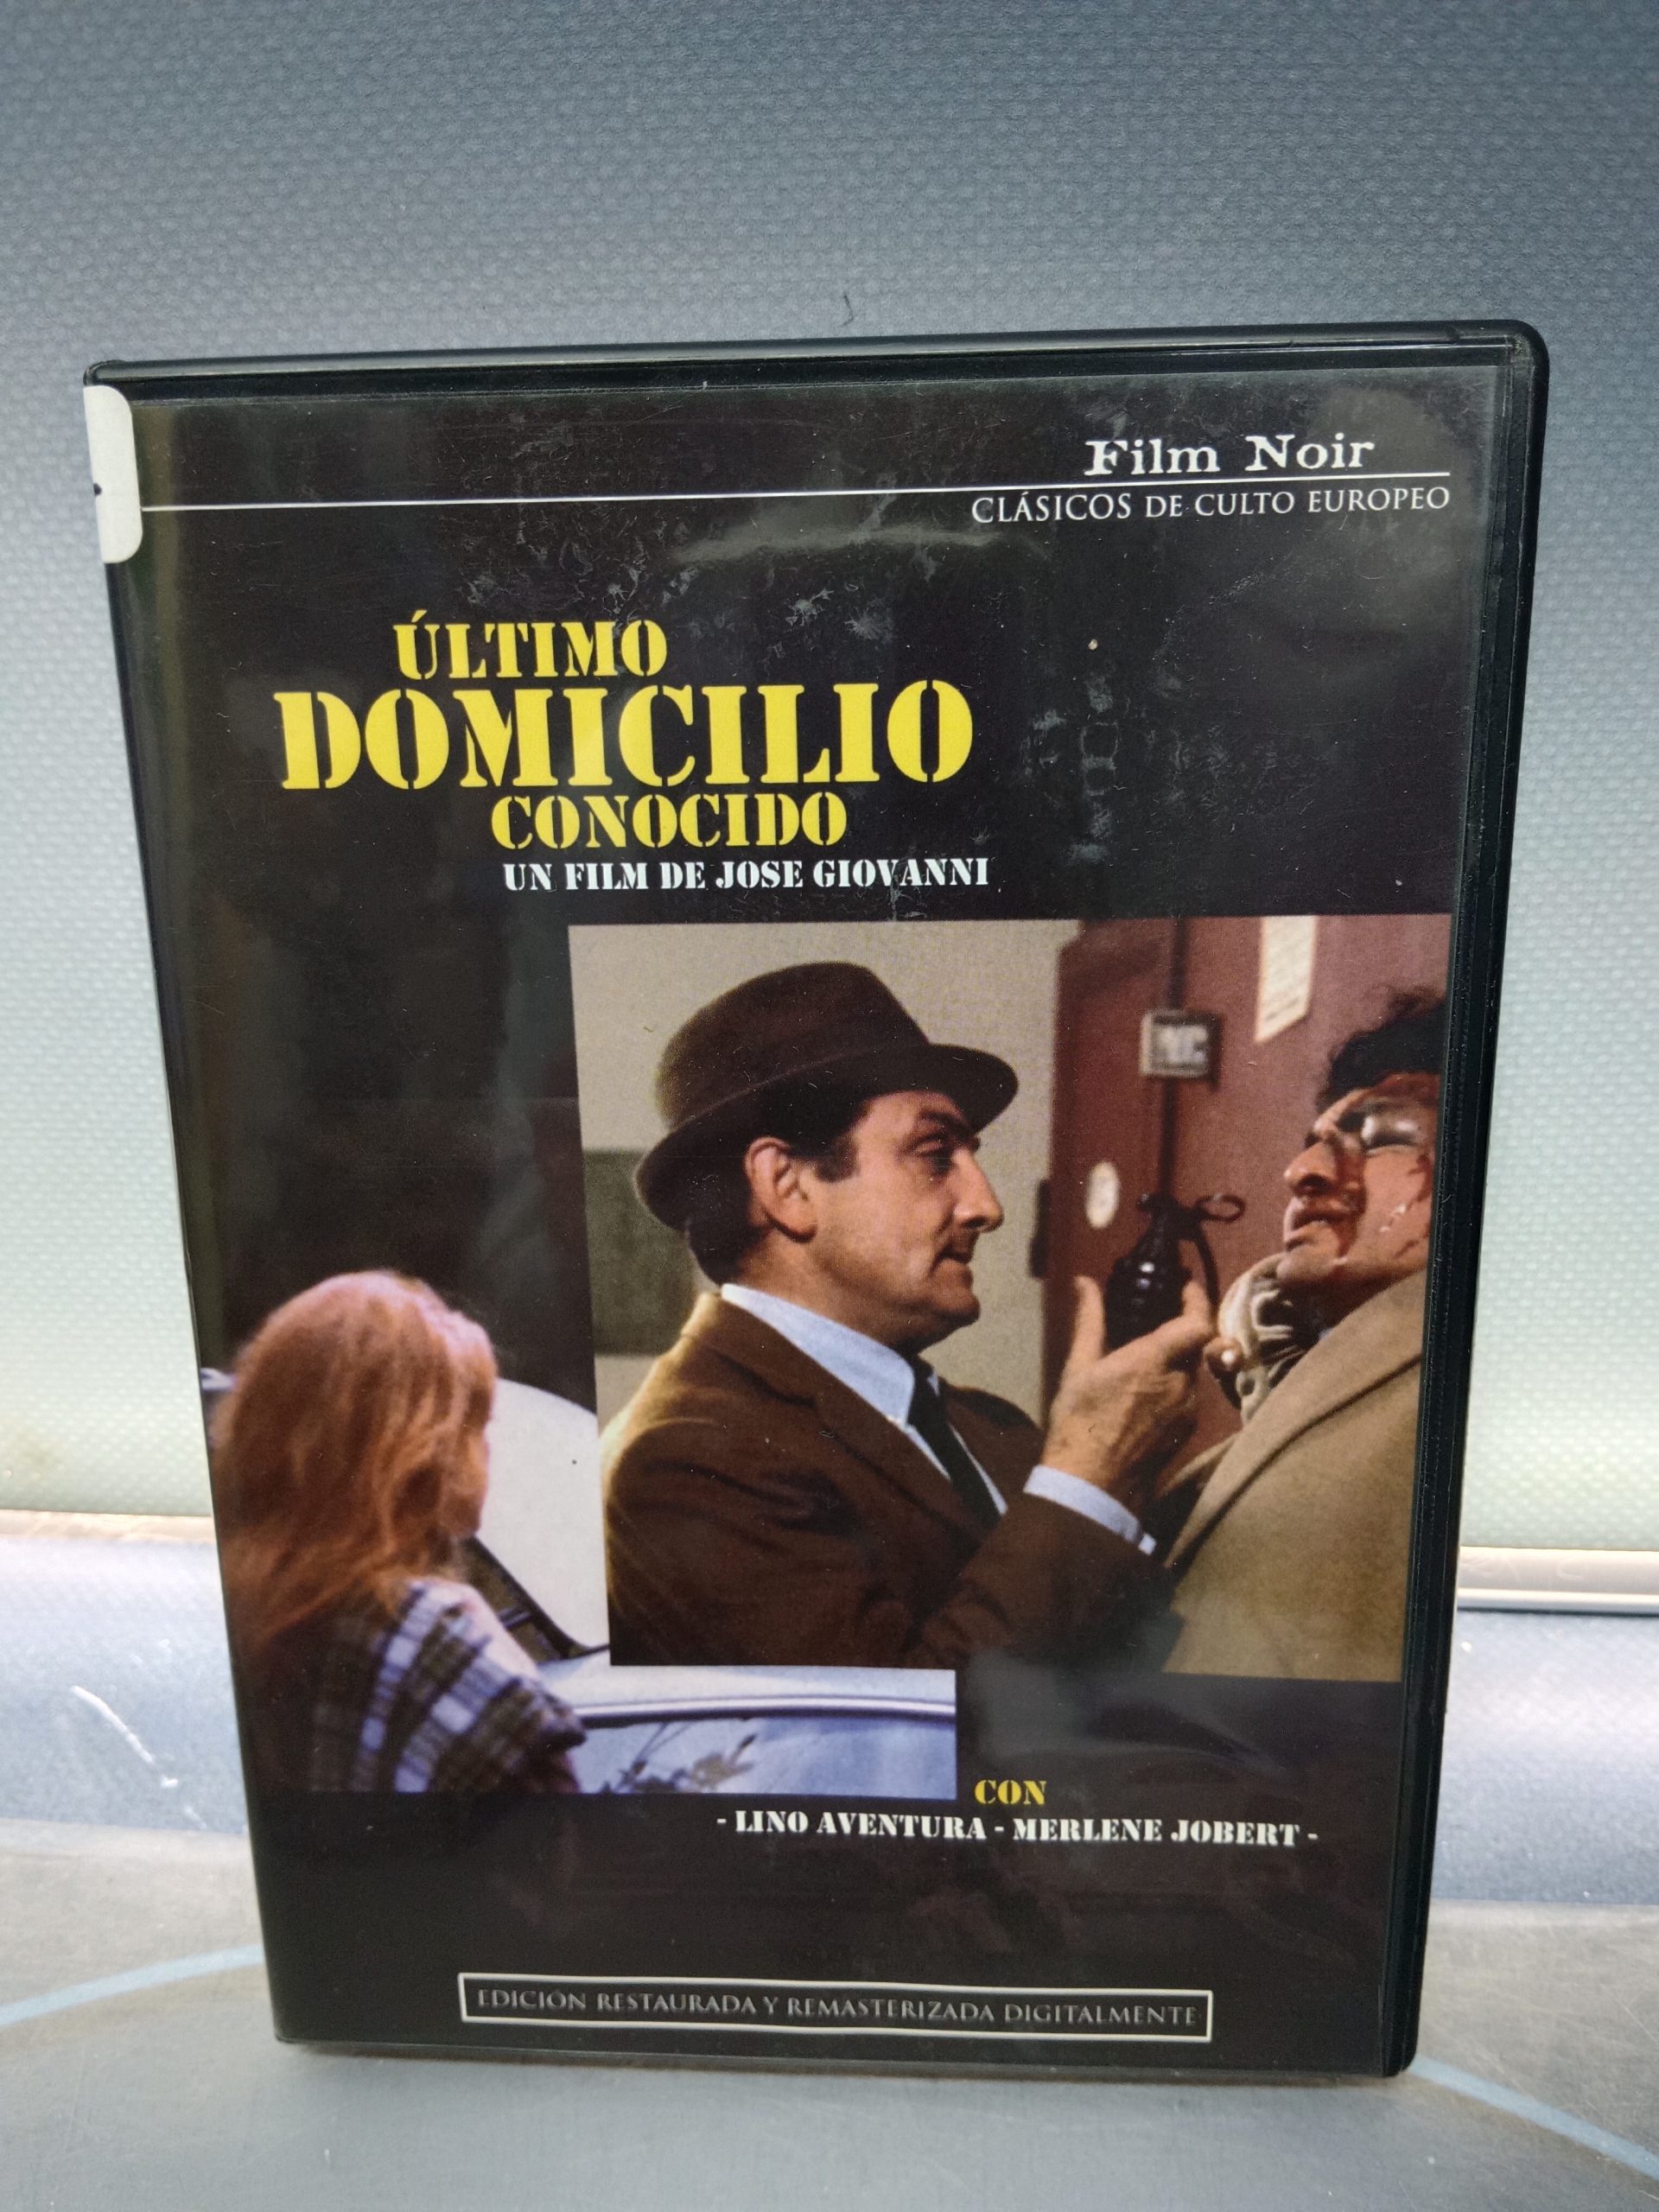 Film Noir
CLÁSICOS DE CULTO EUROPEO
ÚLTIMO
DOMICILIO
CONOCIDO
UN FILM DE JOSE GIOVANNI
CON
- LINO AVENTURA - MERLENE JOBERT -
EDICIÓN RESTAURADA Y REMASTERIZADA DIGITALMENTE